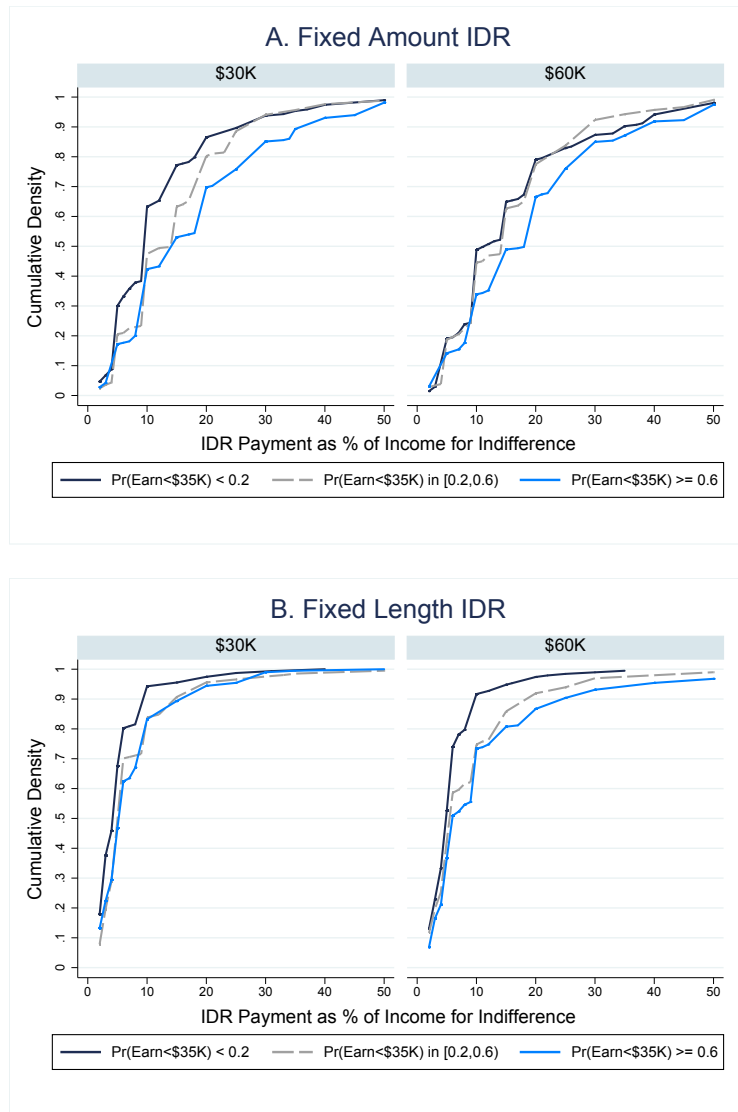 A. Fixed Amount IDR
$30K
$60K
Cumulative Density
1
.9
.8
.7
.6
.5
.4
.3
.2
.1
0
0 10 20 30 40 50
0 10 20 30 40 50
IDR Payment as % of Income for Indifference
Pr(Earn<$35K) < 0.2
Pr(Earn<$35K) in [0.2,0.6)
Pr(Earn<$35K) >= 0.6
B. Fixed Length IDR
$30K
$60K
Cumulative Density
1
.9
.8
.7
.6
.5
.4
.3
.2
.1
0
0 10 20 30 40 50
0 10 20 30 40 50
IDR Payment as % of Income for Indifference
Pr(Earn<$35K) < 0.2
Pr(Earn<$35K) in [0.2,0.6)
Pr(Earn<$35K) >= 0.6